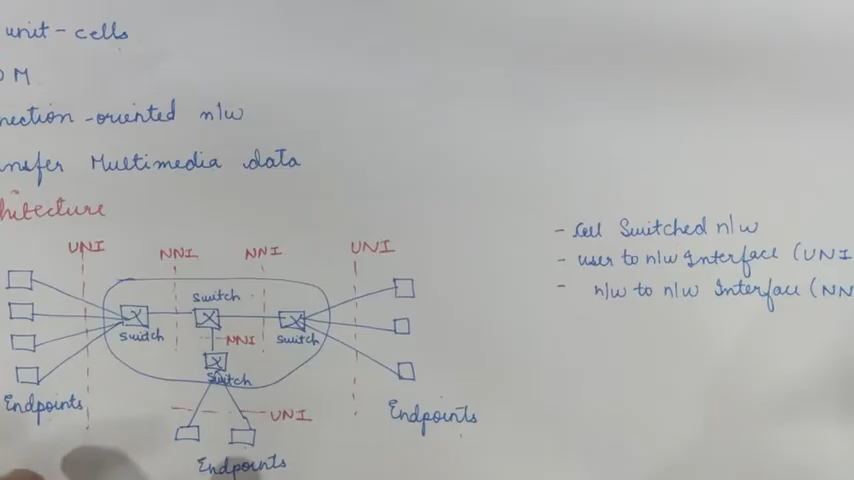 unit - cells
DM
nection - oriented n/w
nsfer Multimedia data
hitecture
UNI NNI NNI UNI
Switch
Switch NNI Switch
Switch
Endpoints
UNI
Endpoints
Endpoints
- Cell Switched n/w
- user to n/w Interface (UNI
- n/w to n/w Interface (NN